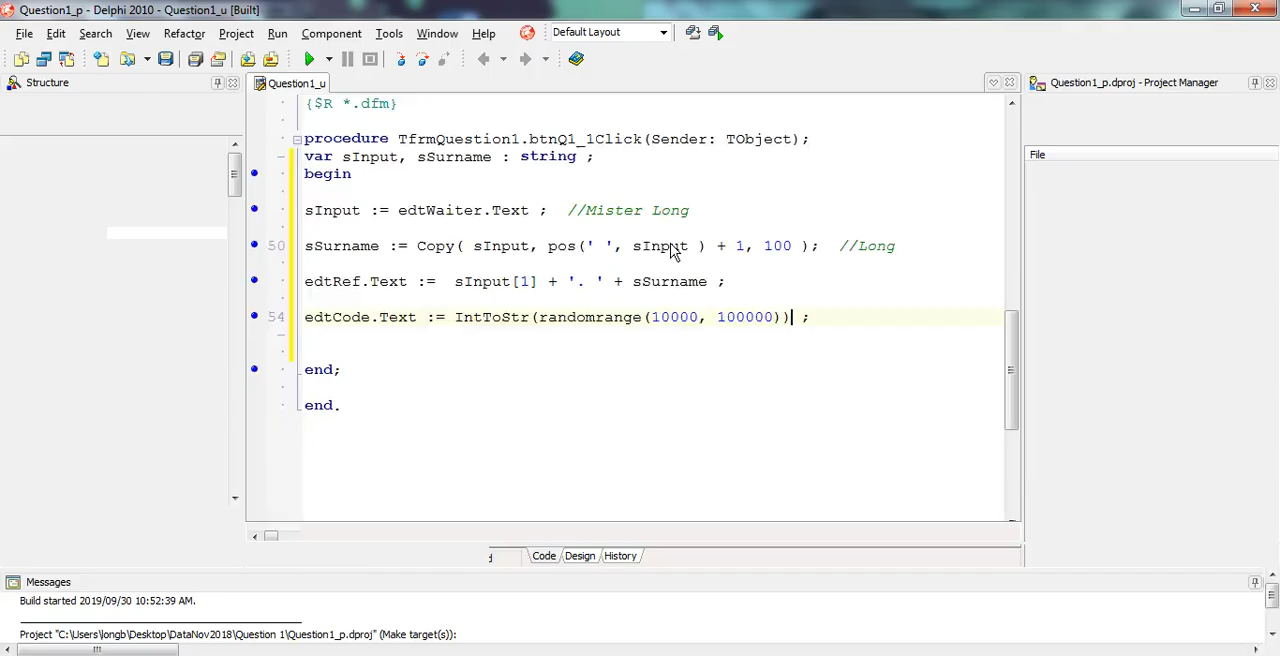 Question1_p - Delphi 2010 - Question1_u [Built]
File Edit Search View Refactor Project Run Component Tools Window Help Default Layout
Structure
Question1_u
Question1_p.dproj - Project Manager
File
{$R *.dfm}
procedure TfrmQuestion1.btnQ1_1Click(Sender: TObject);
var sInput, sSurname : string ;
begin
sInput := edtWaiter.Text ; //Mister Long
50 sSurname := Copy( sInput, pos(' ', sInput ) + 1, 100 ); //Long
edtRef.Text := sInput[1] + '. ' + sSurname ;
54 edtCode.Text := IntToStr(randomrange(10000, 100000)) ;
end;
end.
Code Design History
Messages
Build started 2019/09/30 10:52:39 AM.
Project "C:\Users\longb\Desktop\DataNov2018\Question 1\Question1_p.dproj" (Make target(s)):